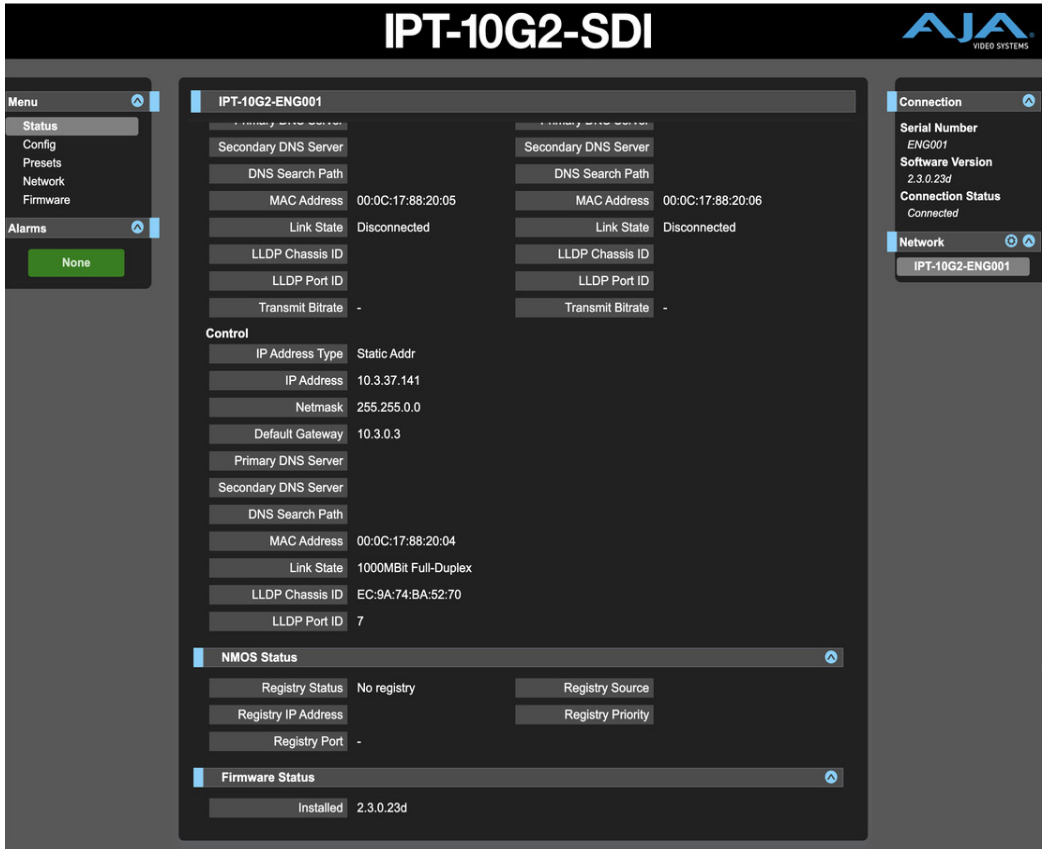 IPT-10G2-SDI
AJA
VIDEO SYSTEMS
Menu
Status
Config
Presets
Network
Firmware
Alarms
None
IPT-10G2-ENG001
Primary DNS Server Primary DNS Server
Secondary DNS Server Secondary DNS Server
DNS Search Path DNS Search Path
MAC Address 00:0C:17:88:20:05 MAC Address 00:0C:17:88:20:06
Link State Disconnected Link State Disconnected
LLDP Chassis ID LLDP Chassis ID
LLDP Port ID LLDP Port ID
Transmit Bitrate - Transmit Bitrate -
Control
IP Address Type Static Addr
IP Address 10.3.37.141
Netmask 255.255.0.0
Default Gateway 10.3.0.3
Primary DNS Server
Secondary DNS Server
DNS Search Path
MAC Address 00:0C:17:88:20:04
Link State 1000MBit Full-Duplex
LLDP Chassis ID EC:9A:74:BA:52:70
LLDP Port ID 7
NMOS Status
Registry Status No registry Registry Source
Registry IP Address Registry Priority
Registry Port -
Firmware Status
Installed 2.3.0.23d
Connection
Serial Number
ENG001
Software Version
2.3.0.23d
Connection Status
Connected
Network
IPT-10G2-ENG001